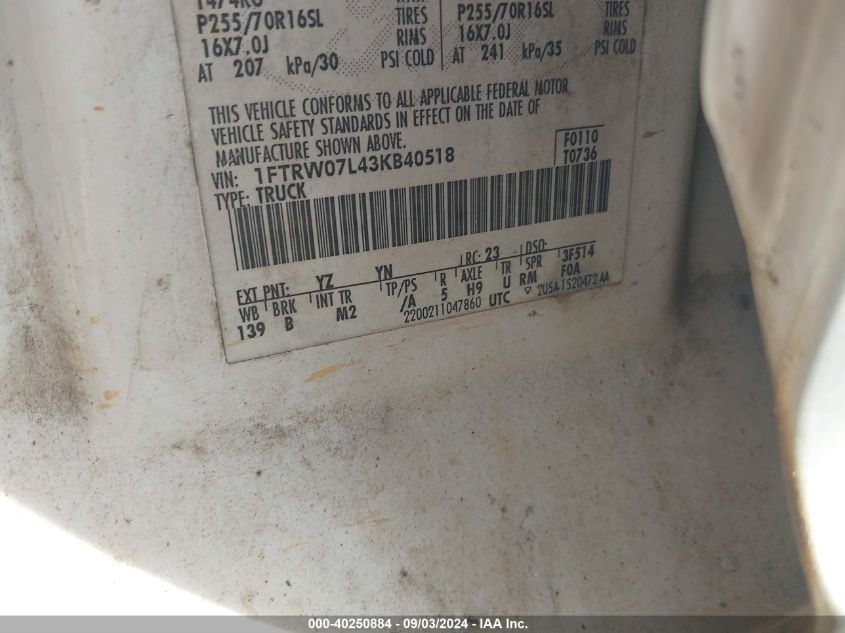 P255/70R16SL TIRES P255/70R16SL TIRES
16X7.0J RIMS 16X7.0J RIMS
AT 207 kPa/30 PSI COLD AT 241 kPa/35 PSI COLD
THIS VEHICLE CONFORMS TO ALL APPLICABLE FEDERAL MOTOR
VEHICLE SAFETY STANDARDS IN EFFECT ON THE DATE OF
MANUFACTURE SHOWN ABOVE.
F0110
VIN: 1FTRW07L43KB40518
T0736
TYPE: TRUCK
EXT PNT: YZ YN RC: 23 DSO: 3F514
WB BRK INT TR TP/PS R AXLE TR SPR F0A
139 B M2 /A 5 H9 U RM
2200211047860 UTC ▽ 2U5A-1520472-AA
000-40250884 - 09/03/2024 - IAA Inc.